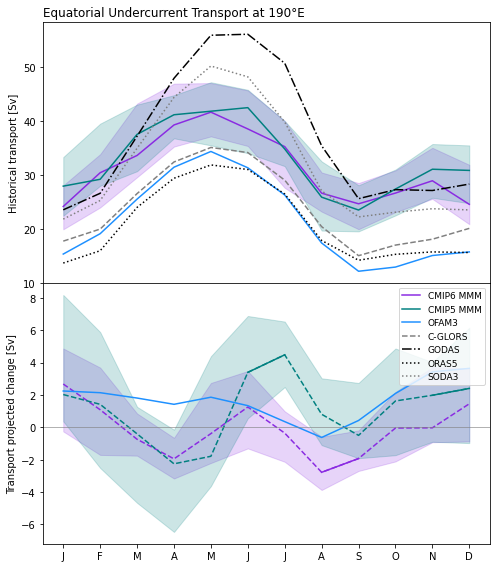 Equatorial Undercurrent Transport at 190°E
Historical transport [Sv]
50
40
30
20
10
Transport projected change [Sv]
8
6
4
2
0
−2
−4
−6
CMIP6 MMM
CMIP5 MMM
OFAM3
C-GLORS
GODAS
ORAS5
SODA3
J F M A M J J A S O N D